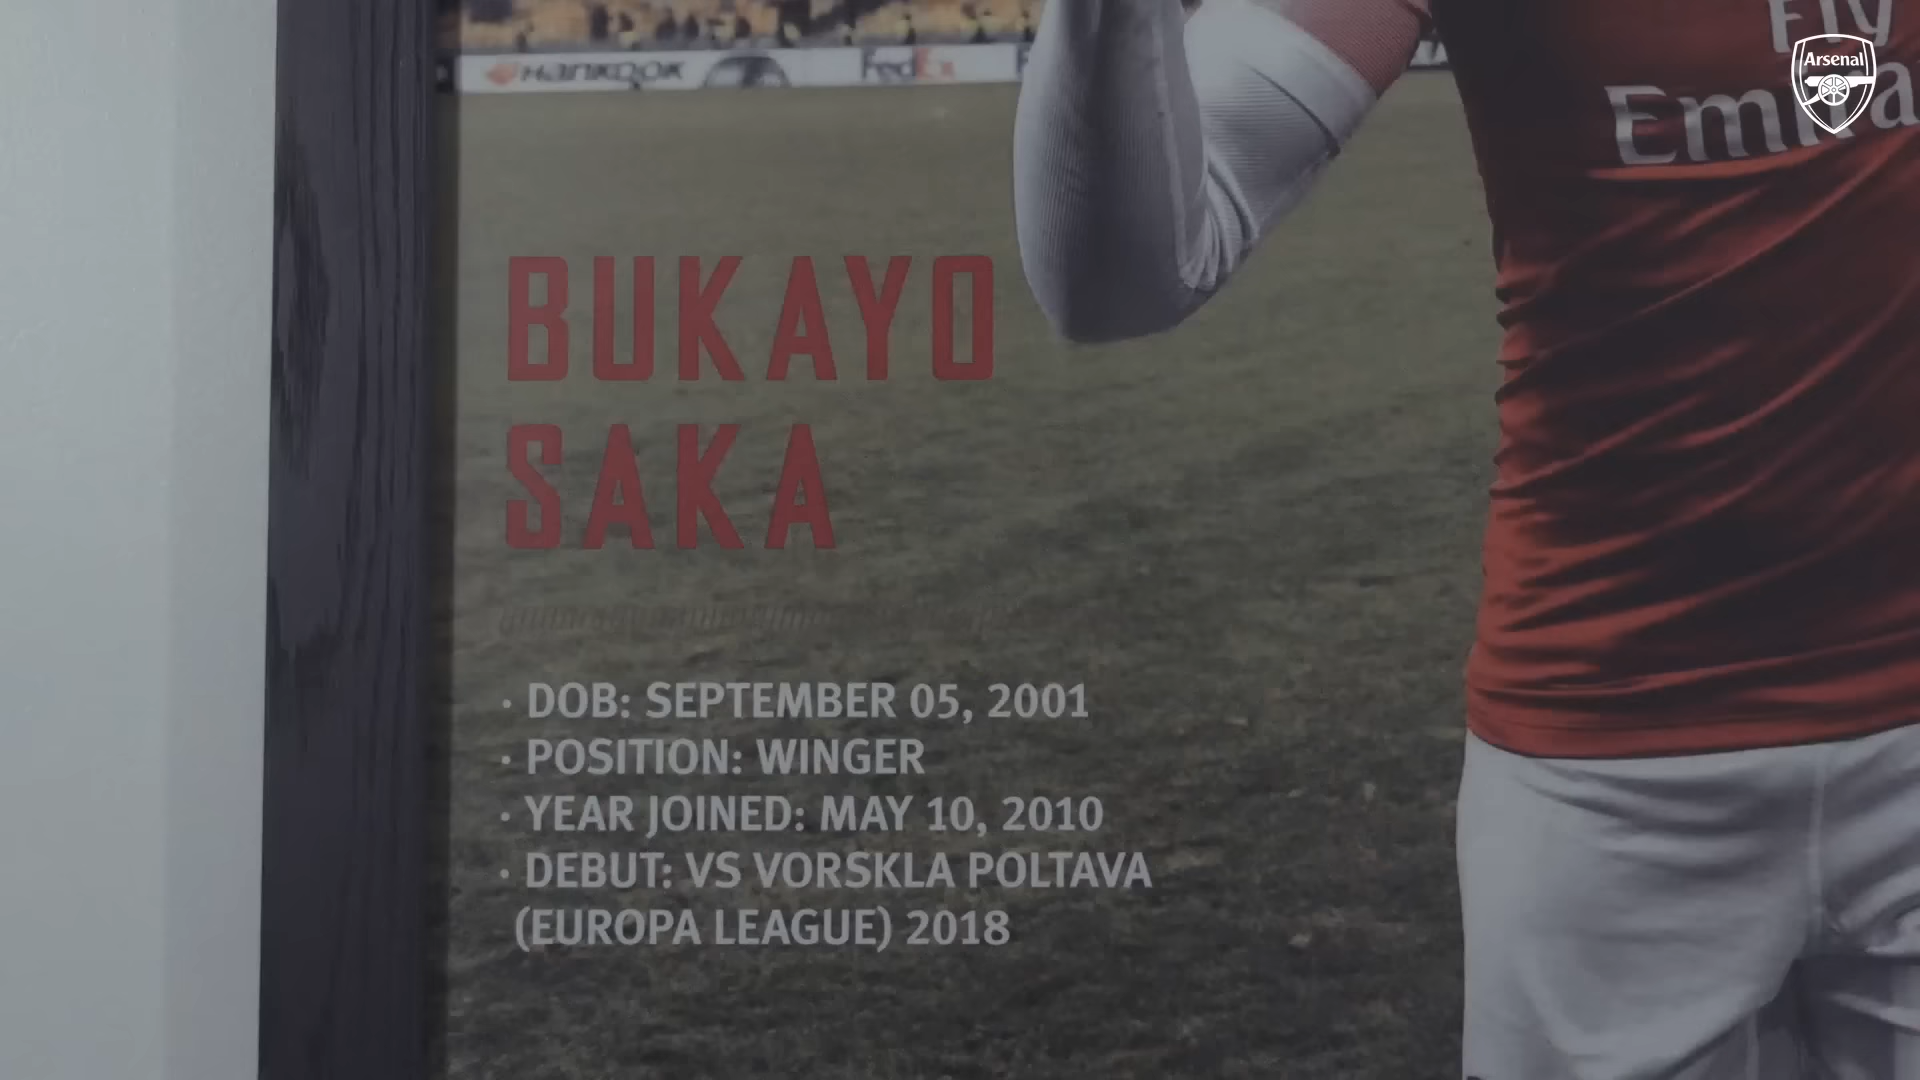 HANKOOK
FedEx
Fly
Arsenal
BUKAYO
SAKA
· DOB: SEPTEMBER 05, 2001
· POSITION: WINGER
· YEAR JOINED: MAY 10, 2010
· DEBUT: VS VORSKLA POLTAVA
(EUROPA LEAGUE) 2018